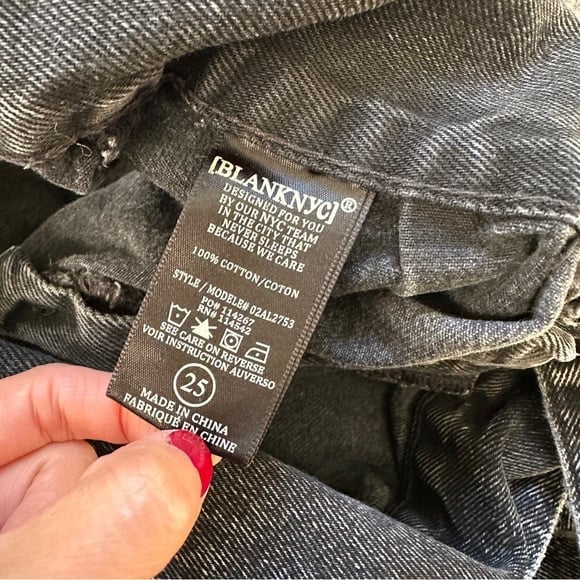 [BLANKNYC]®
DESIGNED FOR YOU
BY OUR NYC TEAM
IN THE CITY THAT
NEVER SLEEPS
BECAUSE WE CARE
100% COTTON/COTON
STYLE / MODELE# 02AL2753
PO# 114267
RN# 114542
SEE CARE ON REVERSE
VOIR INSTRUCTION AUVERSO
25
MADE IN CHINA
FABRIQUÉ EN CHINE